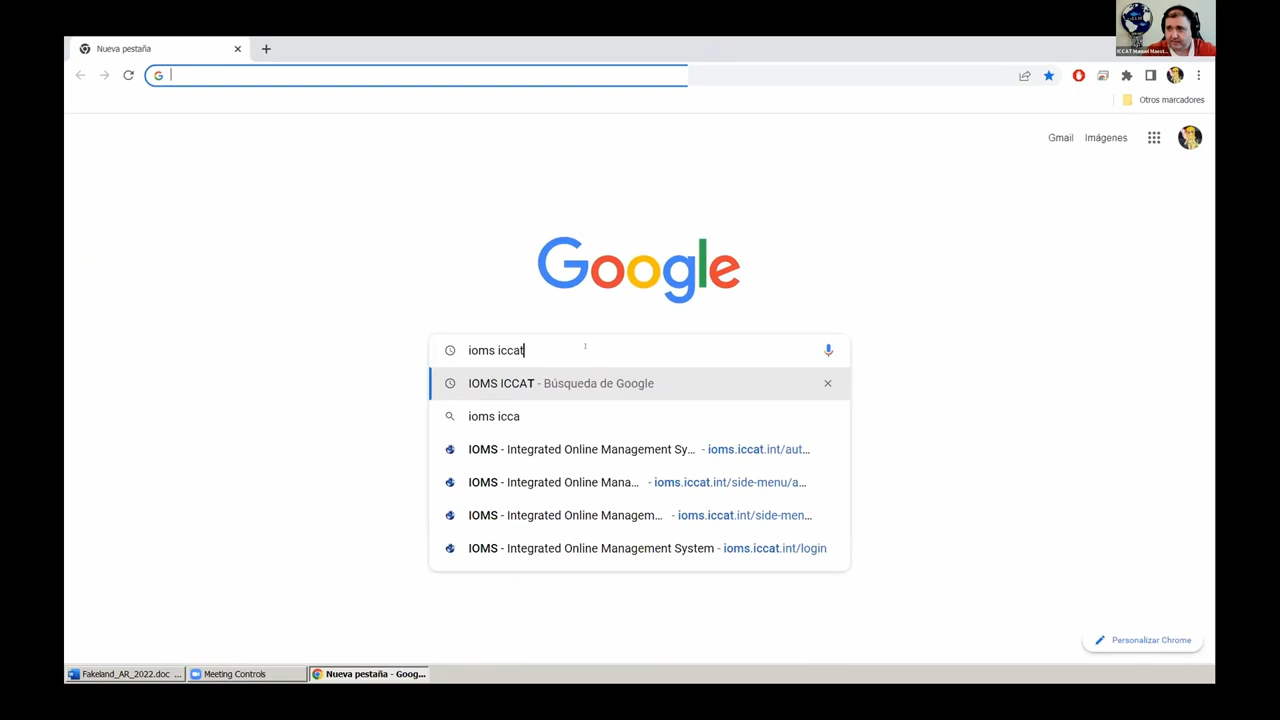 ICCAT Manuel Maest...
Nueva pestaña
Otros marcadores
Gmail Imágenes
Google
ioms iccat
IOMS ICCAT - Búsqueda de Google
ioms icca
IOMS - Integrated Online Management Sy... - ioms.iccat.int/aut...
IOMS - Integrated Online Mana... - ioms.iccat.int/side-menu/a...
IOMS - Integrated Online Managem... - ioms.iccat.int/side-men...
IOMS - Integrated Online Management System - ioms.iccat.int/login
Personalizar Chrome
Fakeland_AR_2022.doc ... Meeting Controls Nueva pestaña - Goog...